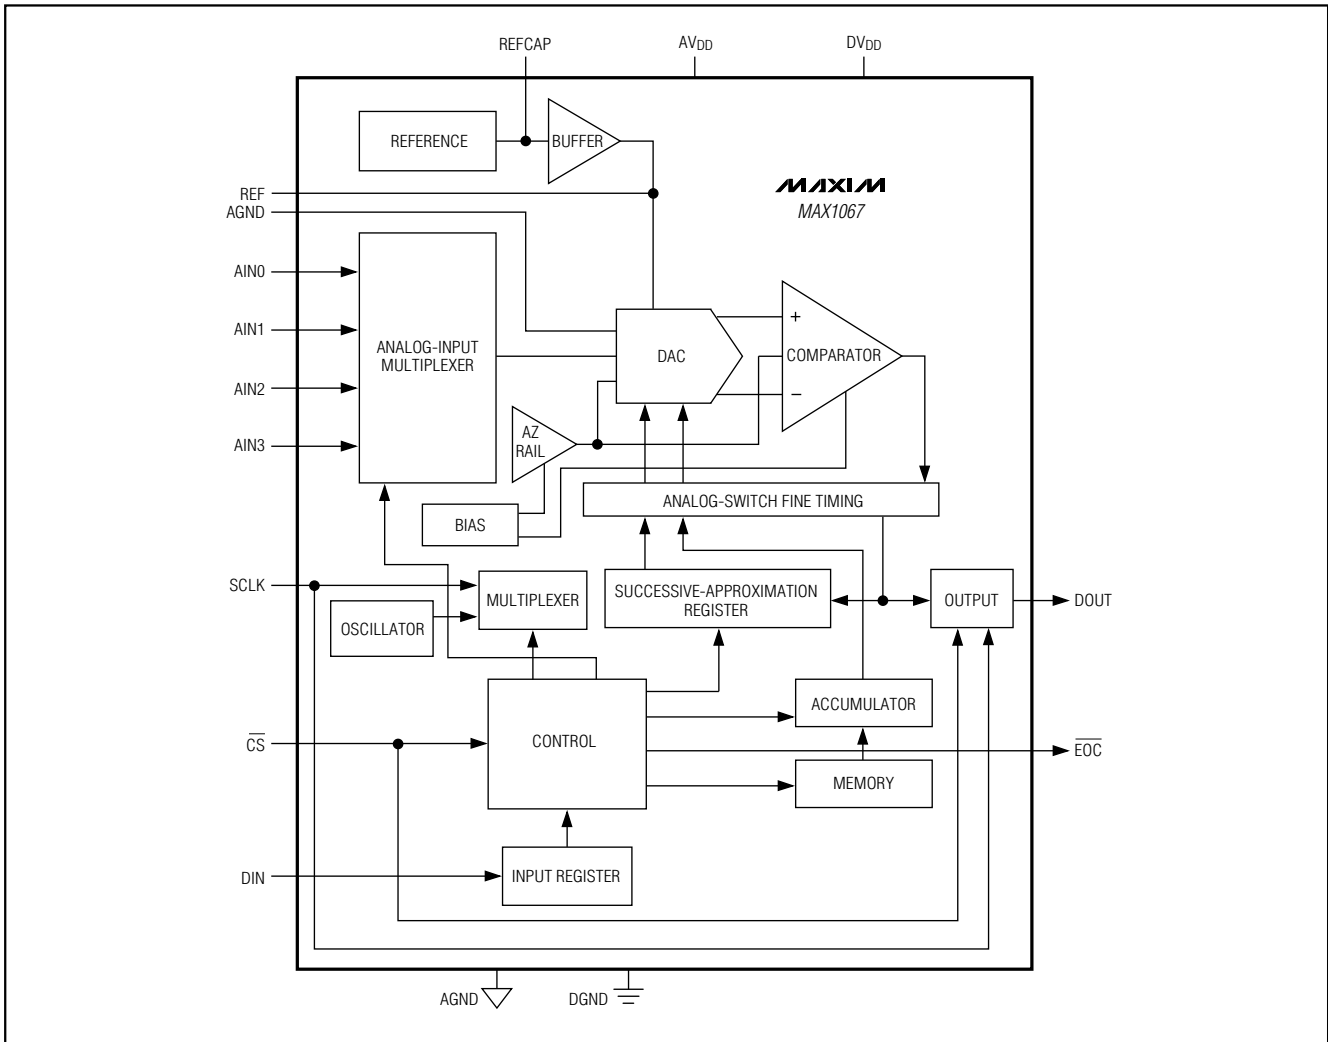 REFCAP
AVDD
DVDD
REFERENCE
BUFFER
REF
AGND
MAXIM
MAX1067
AIN0
AIN1
AIN2
AIN3
ANALOG-INPUT
MULTIPLEXER
DAC
+
COMPARATOR
−
AZ
RAIL
ANALOG-SWITCH FINE TIMING
BIAS
SCLK
MULTIPLEXER
OSCILLATOR
SUCCESSIVE-APPROXIMATION
REGISTER
OUTPUT
DOUT
CS
CONTROL
ACCUMULATOR
EOC
MEMORY
DIN
INPUT REGISTER
AGND
DGND